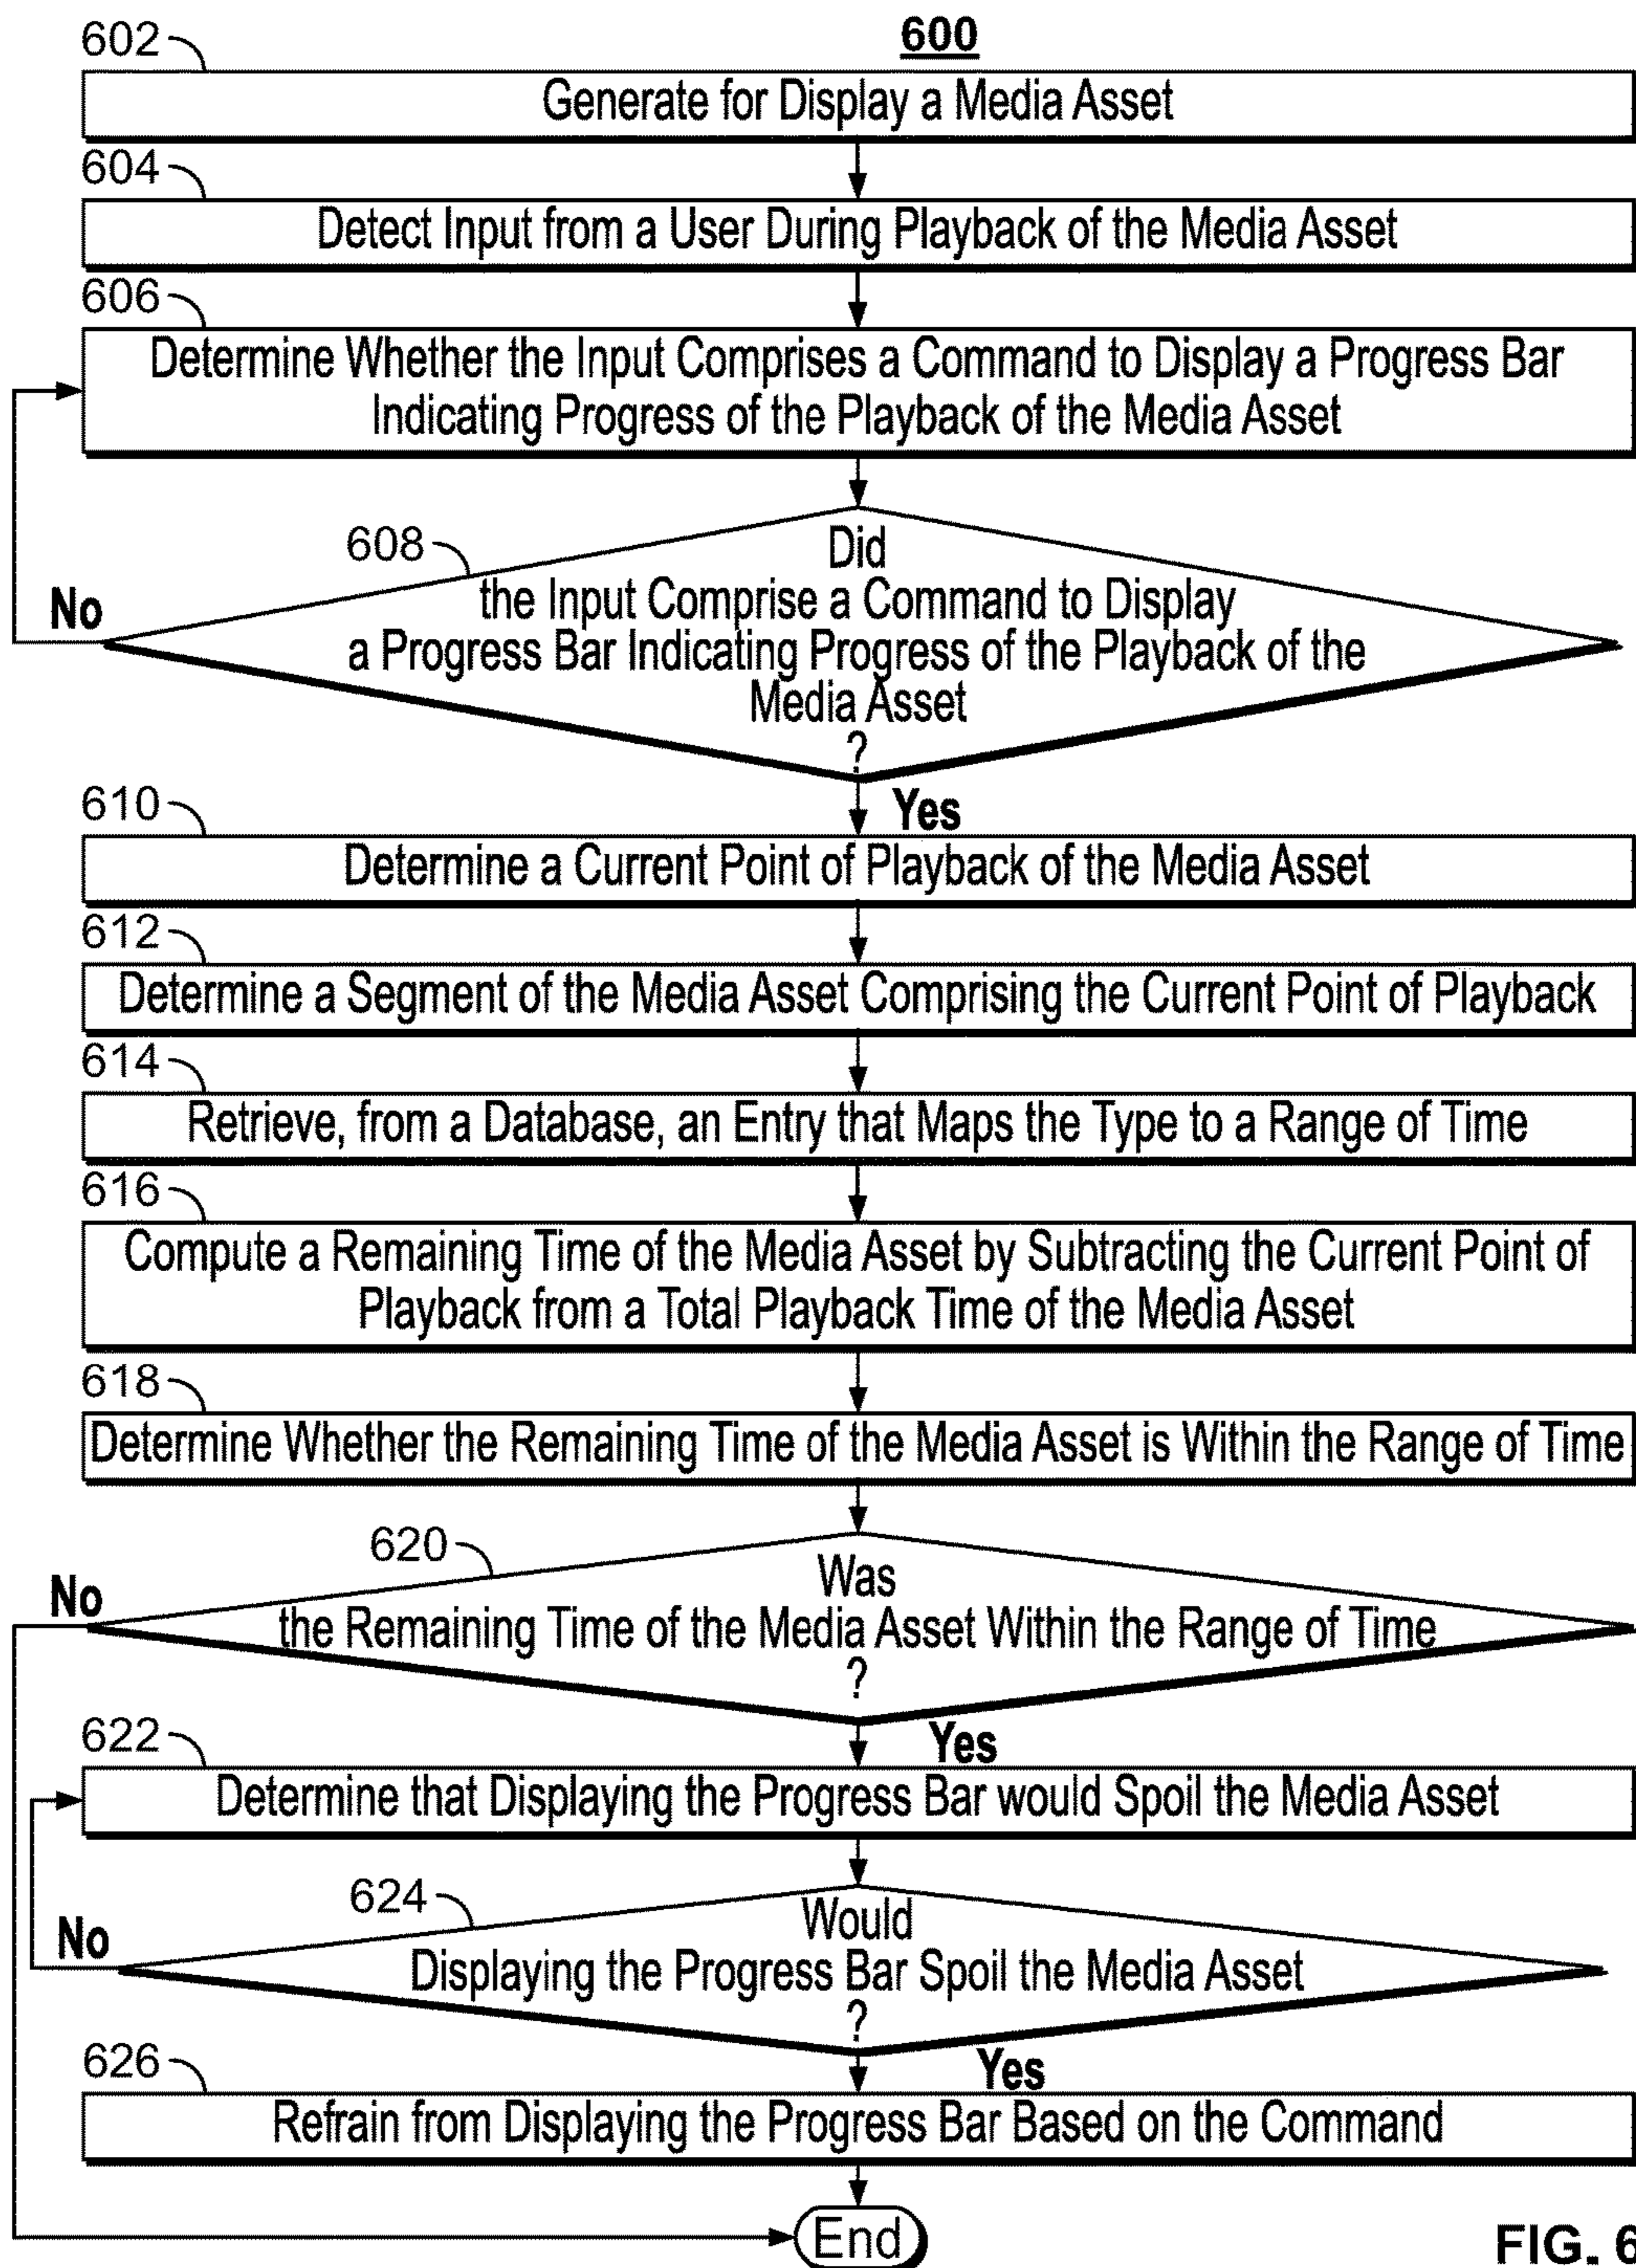 600
602
Generate for Display a Media Asset
604
Detect Input from a User During Playback of the Media Asset
606
Determine Whether the Input Comprises a Command to Display a Progress Bar
Indicating Progress of the Playback of the Media Asset
608
Did
the Input Comprise a Command to Display
a Progress Bar Indicating Progress of the Playback of the
Media Asset
?
No
Yes
610
Determine a Current Point of Playback of the Media Asset
612
Determine a Segment of the Media Asset Comprising the Current Point of Playback
614
Retrieve, from a Database, an Entry that Maps the Type to a Range of Time
616
Compute a Remaining Time of the Media Asset by Subtracting the Current Point of
Playback from a Total Playback Time of the Media Asset
618
Determine Whether the Remaining Time of the Media Asset is Within the Range of Time
620
Was
the Remaining Time of the Media Asset Within the Range of Time
?
No
Yes
622
Determine that Displaying the Progress Bar would Spoil the Media Asset
624
Would
Displaying the Progress Bar Spoil the Media Asset
?
No
Yes
626
Refrain from Displaying the Progress Bar Based on the Command
End
FIG. 6